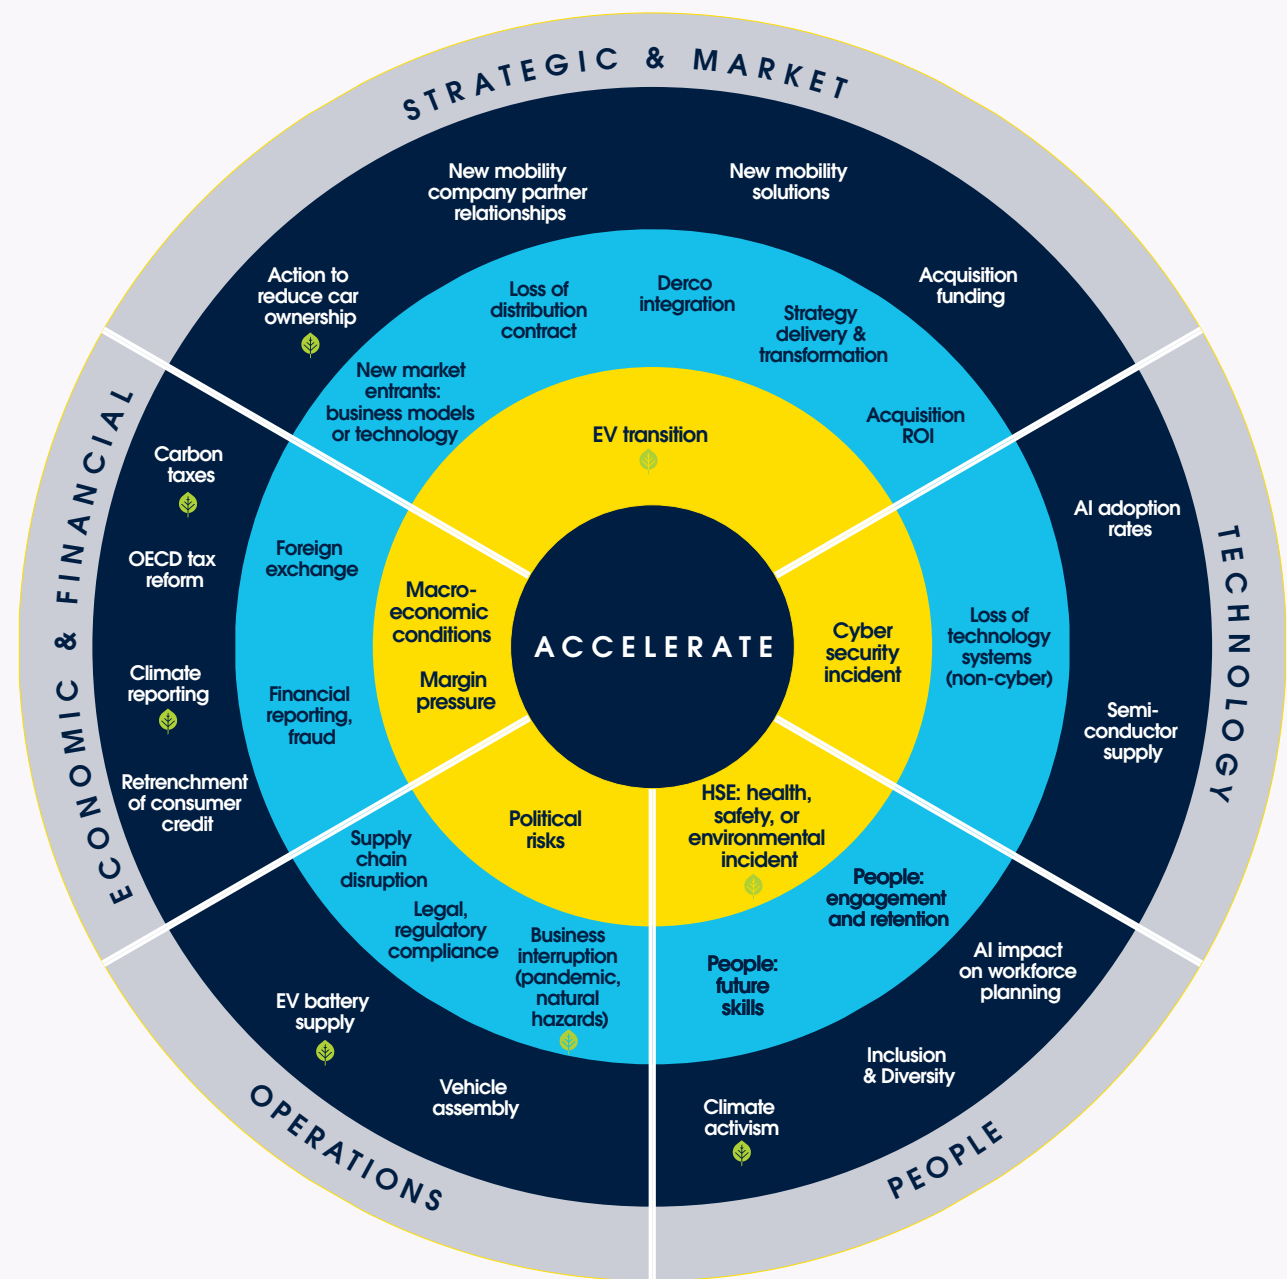 STRATEGIC & MARKET
New mobility
company partner
relationships
New mobility
solutions
Action to
reduce car
ownership
Acquisition
funding
Loss of
distribution
contract
Derco
integration
Strategy
delivery &
transformation
New market
entrants:
business models
or technology
Acquisition
ROI
EV transition
TECHNOLOGY
AI adoption
rates
Semi-
conductor
supply
Loss of
technology
systems
(non-cyber)
Cyber
security
incident
ACCELERATE
ECONOMIC & FINANCIAL
Carbon
taxes
OECD tax
reform
Climate
reporting
Retrenchment
of consumer
credit
Foreign
exchange
Financial
reporting,
fraud
Macro-
economic
conditions
Margin
pressure
OPERATIONS
Political
risks
Supply
chain
disruption
Legal,
regulatory
compliance
Business
interruption
(pandemic,
natural
hazards)
EV battery
supply
Vehicle
assembly
PEOPLE
HSE: health,
safety, or
environmental
incident
People:
engagement
and retention
People:
future
skills
AI impact
on workforce
planning
Inclusion
& Diversity
Climate
activism